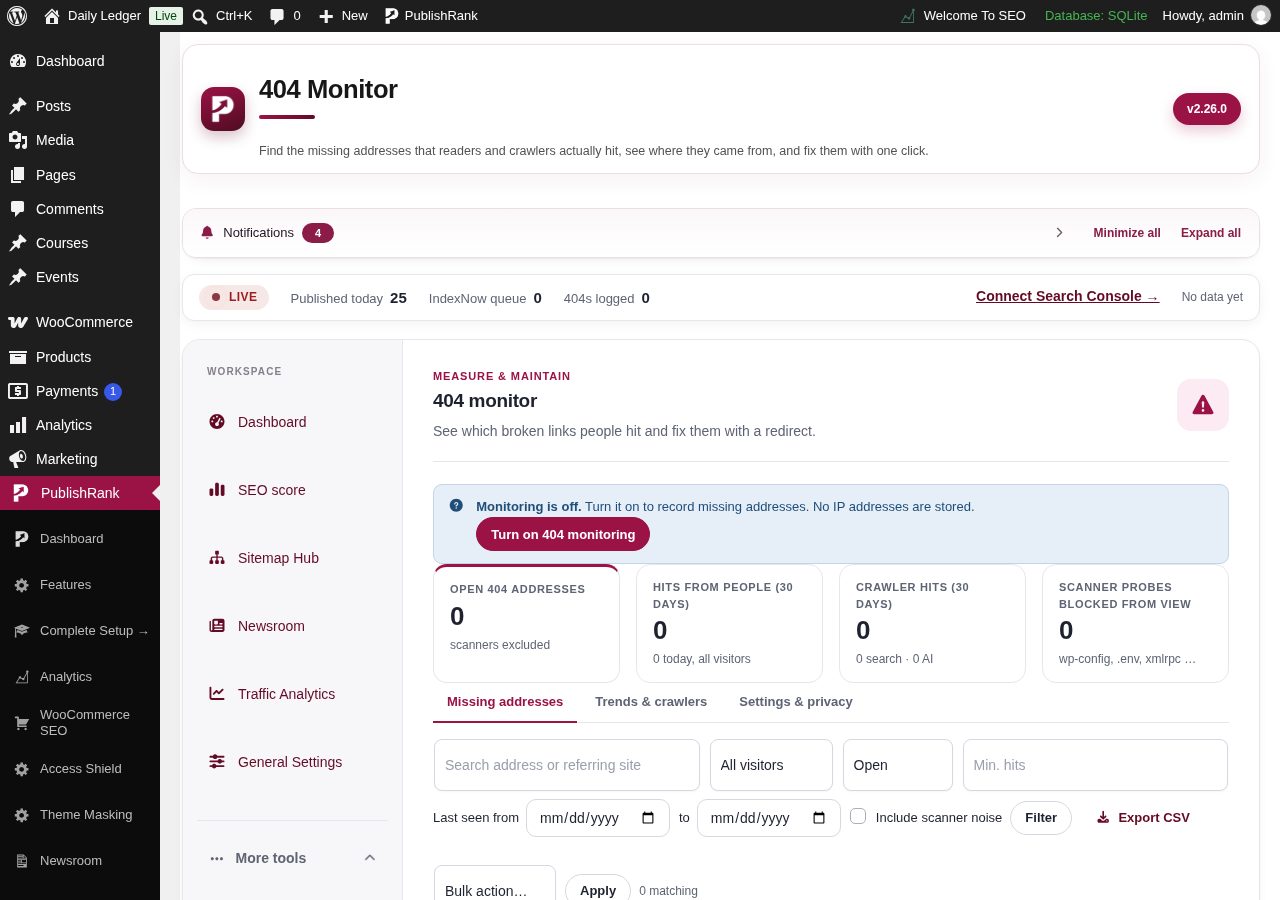 Daily Ledger Live Ctrl+K 0 New PublishRank Welcome To SEO Database: SQLite Howdy, admin
Dashboard
Posts
Media
Pages
Comments
Courses
Events
WooCommerce
Products
Payments 1
Analytics
Marketing
PublishRank
Dashboard
Features
Complete Setup →
Analytics
WooCommerce
SEO
Access Shield
Theme Masking
Newsroom
404 Monitor
v2.26.0
Find the missing addresses that readers and crawlers actually hit, see where they came from, and fix them with one click.
Notifications 4 Minimize all Expand all
LIVE Published today 25 IndexNow queue 0 404s logged 0 Connect Search Console → No data yet
WORKSPACE
Dashboard
SEO score
Sitemap Hub
Newsroom
Traffic Analytics
General Settings
More tools
MEASURE & MAINTAIN
404 monitor
See which broken links people hit and fix them with a redirect.
Monitoring is off. Turn it on to record missing addresses. No IP addresses are stored.
Turn on 404 monitoring
OPEN 404 ADDRESSES
0
scanners excluded
HITS FROM PEOPLE (30
DAYS)
0
0 today, all visitors
CRAWLER HITS (30
DAYS)
0
0 search · 0 AI
SCANNER PROBES
BLOCKED FROM VIEW
0
wp-config, .env, xmlrpc …
Missing addresses Trends & crawlers Settings & privacy
Search address or referring site All visitors Open Min. hits
Last seen from mm/dd/yyyy to mm/dd/yyyy Include scanner noise Filter Export CSV
Bulk action… Apply 0 matching